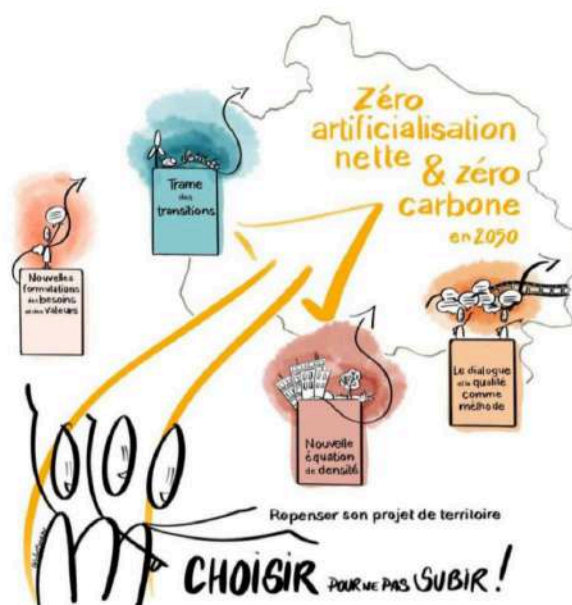 Zéro
artificialisation
nette & zéro
carbone
en 2050
Trame
des
transitions
Nouvelles
formulations
des besoins
et des valeurs
Le dialogue
et la qualité
comme
méthode
Nouvelle
équation
de densité
Repenser son projet de territoire
CHOISIR POUR NE PAS SUBIR !